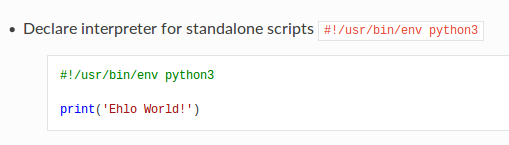 Declare interpreter for standalone scripts #!/usr/bin/env python3
#!/usr/bin/env python3
print('Ehlo World!')